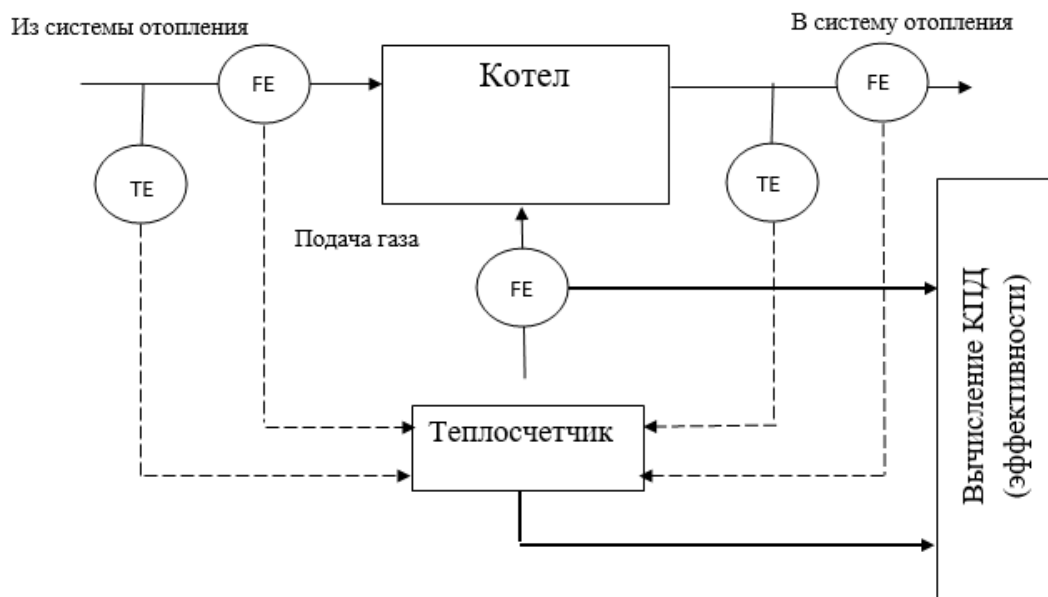 Из системы отопления
В систему отопления
FE
Котел
FE
TE
TE
Подача газа
FE
Теплосчетчик
Вычисление КПД
(эффективности)